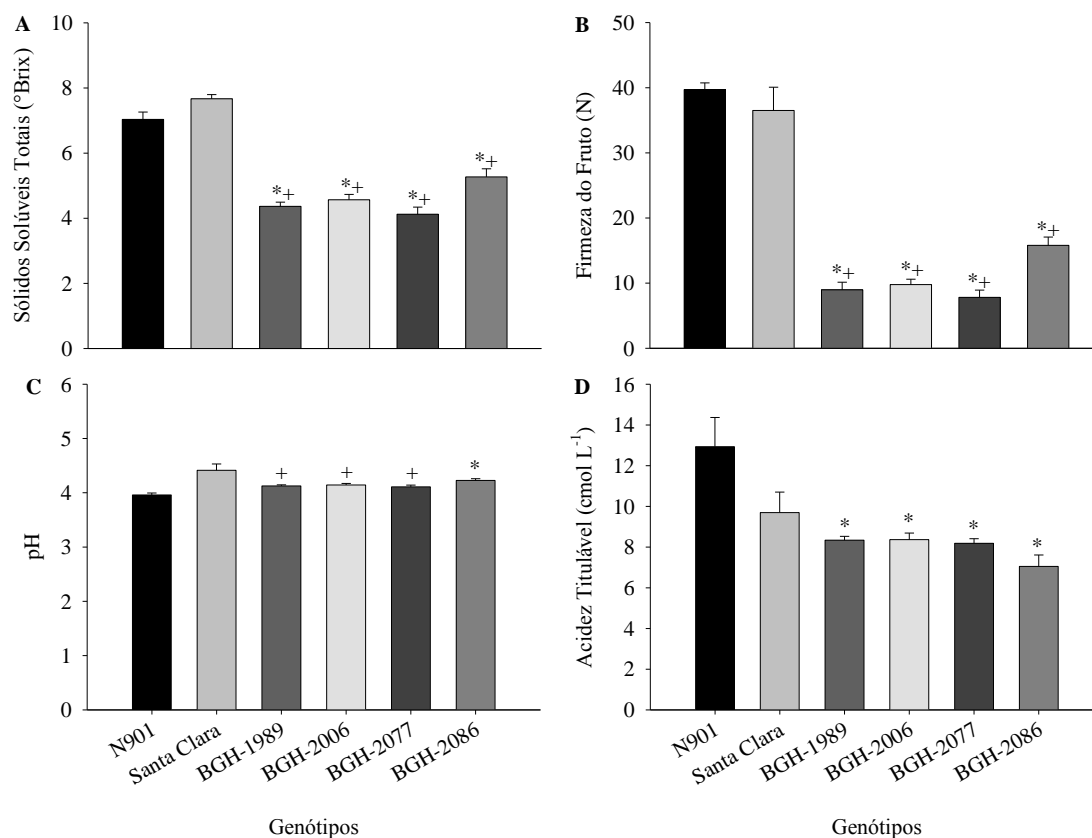 A
Sólidos Solúveis Totais (°Brix)
10
8
6
4
2
0
*+
*+
*+
*+
B
Firmeza do Fruto (N)
50
40
30
20
10
0
*+
*+
*+
*+
C
pH
6
5
4
3
2
1
0
+
+
+
*
N901
Santa Clara
BGH-1989
BGH-2006
BGH-2077
BGH-2086
Genótipos
D
Acidez Titulável (cmol L⁻¹)
16
14
12
10
8
6
4
2
0
*
*
*
*
N901
Santa Clara
BGH-1989
BGH-2006
BGH-2077
BGH-2086
Genótipos